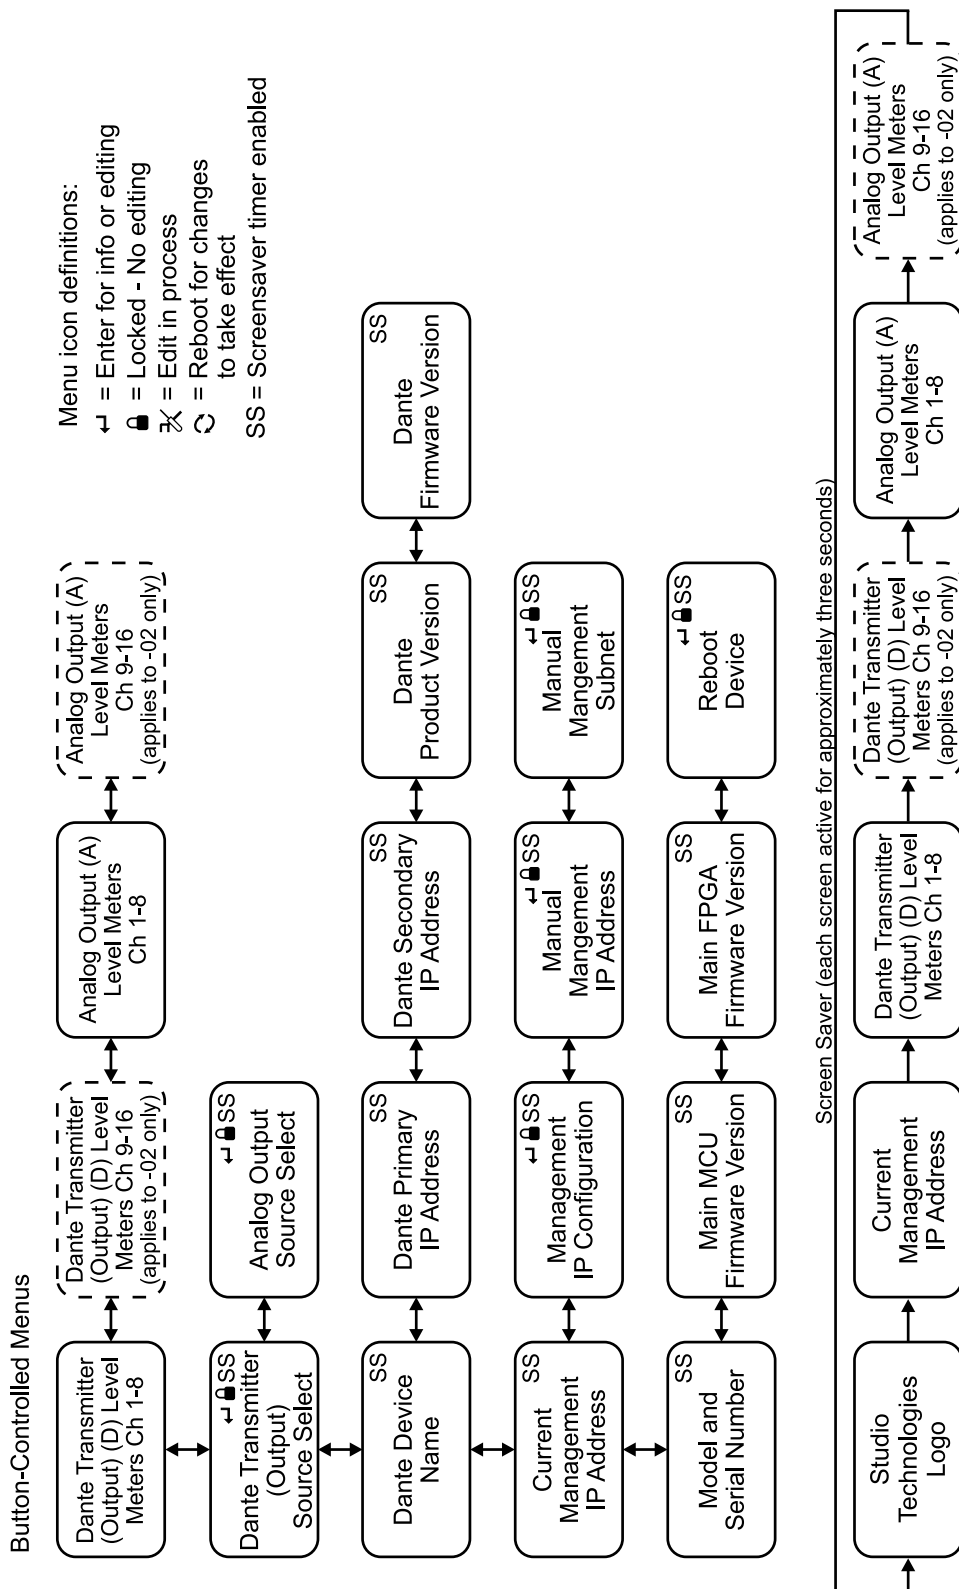 Button-Controlled Menus
Dante Transmitter
(Output) (D) Level
Meters Ch 1-8
Dante Transmitter
(Output) (D) Level
Meters Ch 9-16
(applies to -02 only)
Analog Output (A)
Level Meters
Ch 1-8
Analog Output (A)
Level Meters
Ch 9-16
(applies to -02 only)
Menu icon definitions:
↵ = Enter for info or editing
🔒 = Locked - No editing
= Edit in process
= Reboot for changes
to take effect
SS = Screensaver timer enabled
SS
Dante Transmitter
(Output)
Source Select
SS
Analog Output
Source Select
SS
Dante Device
Name
SS
Dante Primary
IP Address
SS
Dante Secondary
IP Address
SS
Dante
Product Version
SS
Dante
Firmware Version
SS
Current
Management
IP Address
SS
Management
IP Configuration
SS
Manual
Mangement
IP Address
SS
Manual
Mangement
Subnet
SS
Model and
Serial Number
SS
Main MCU
Firmware Version
SS
Main FPGA
Firmware Version
SS
Reboot
Device
Screen Saver (each screen active for approximately three seconds)
Studio
Technologies
Logo
Current
Management
IP Address
Dante Transmitter
(Output) (D) Level
Meters Ch 1-8
Dante Transmitter
(Output) (D) Level
Meters Ch 9-16
(applies to -02 only)
Analog Output (A)
Level Meters
Ch 1-8
Analog Output (A)
Level Meters
Ch 9-16
(applies to -02 only)